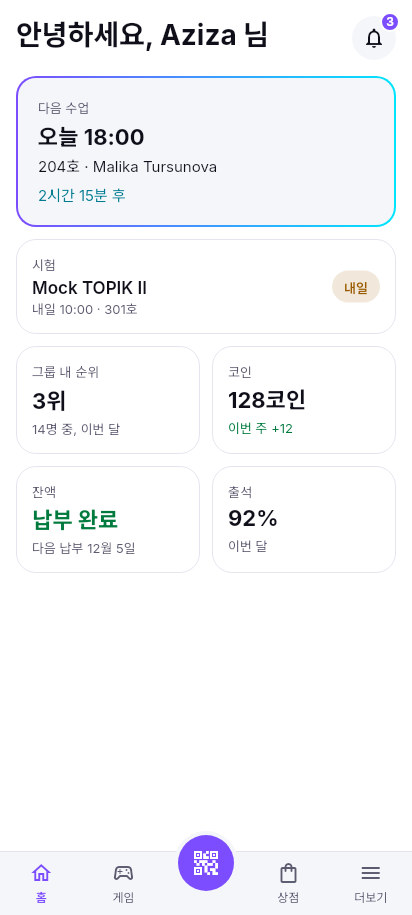 안녕하세요, Aziza 님
3
다음 수업
오늘 18:00
204호 · Malika Tursunova
2시간 15분 후
시험
Mock TOPIK II
내일 10:00 · 301호
내일
그룹 내 순위
3위
14명 중, 이번 달
코인
128코인
이번 주 +12
잔액
납부 완료
다음 납부 12월 5일
출석
92%
이번 달
홈
게임
상점
더보기